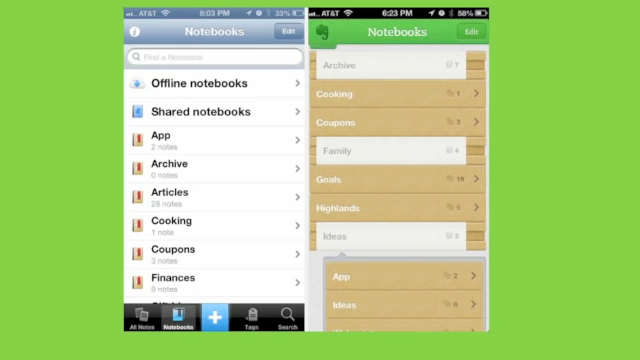 AT&T 8:03 PM 33%
Notebooks Edit
Find a Notebook
Offline notebooks
Shared notebooks
App
2 notes
Archive
0 notes
Articles
28 notes
Cooking
1 note
Coupons
3 notes
Finances
9 notes
All Notes Notebooks Tags Search
AT&T 6:23 PM 58%
Notebooks Edit
Archive 7
Cooking 1
Coupons 3
Family 4
Goals 19
Highlands 5
Ideas 3
App 2
Ideas 8